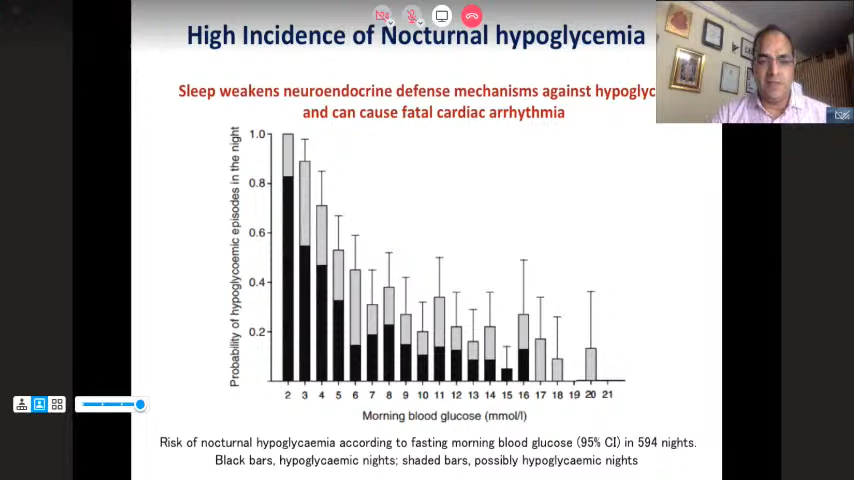 High Incidence of Nocturnal hypoglycemia
Sleep weakens neuroendocrine defense mechanisms against
and can cause fatal cardiac arrhythmia
Probability of hypoglycoemic episodes in the night
1.0
0.8
0.6
0.4
0.2
2 3 4 5 6 7 8 9 10 11 12 13 14 15 16 17 18 19 20 21
Morning blood glucose (mmol/l)
Risk of nocturnal hypoglycaemia according to fasting morning blood glucose (95% CI) in 594 nights.
Black bars, hypoglycaemic nights; shaded bars, possibly hypoglycaemic nights